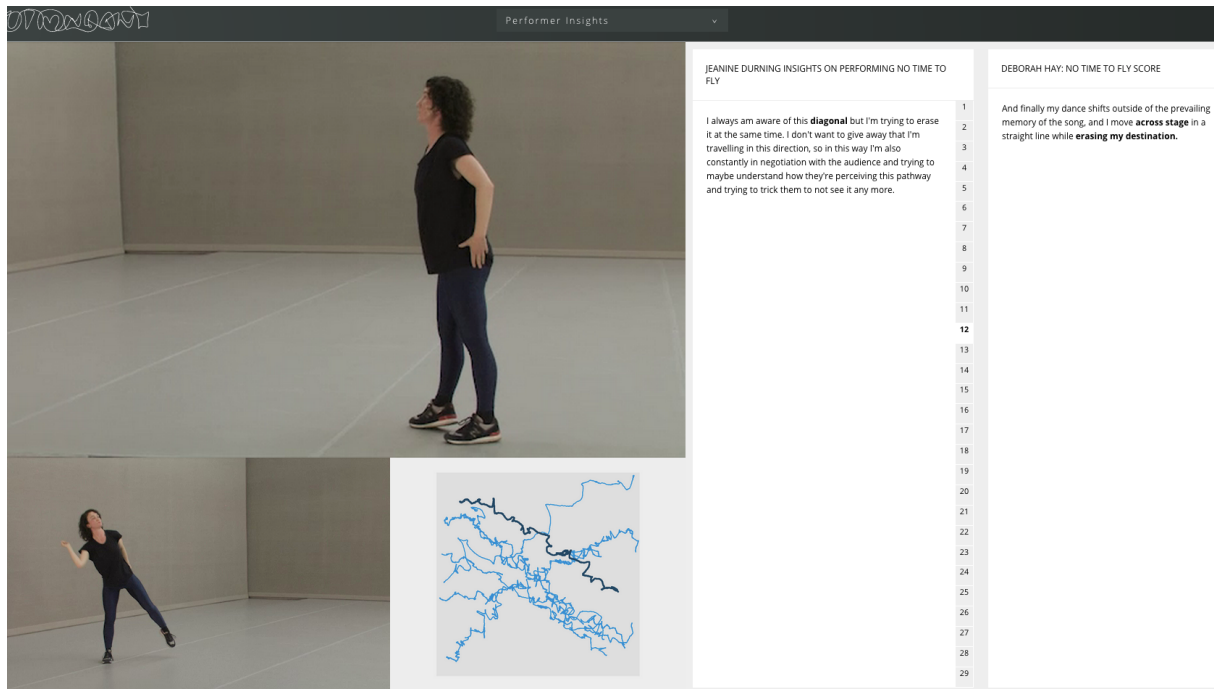 Performer Insights
JEANINE DURNING INSIGHTS ON PERFORMING NO TIME TO
FLY
I always am aware of this diagonal but I'm trying to erase
it at the same time. I don't want to give away that I'm
travelling in this direction, so in this way I'm also
constantly in negotiation with the audience and trying to
maybe understand how they're perceiving this pathway
and trying to trick them to not see it any more.
1
2
3
4
5
6
7
8
9
10
11
12
13
14
15
16
17
18
19
20
21
22
23
24
25
26
27
28
29
DEBORAH HAY: NO TIME TO FLY SCORE
And finally my dance shifts outside of the prevailing
memory of the song, and I move across stage in a
straight line while erasing my destination.